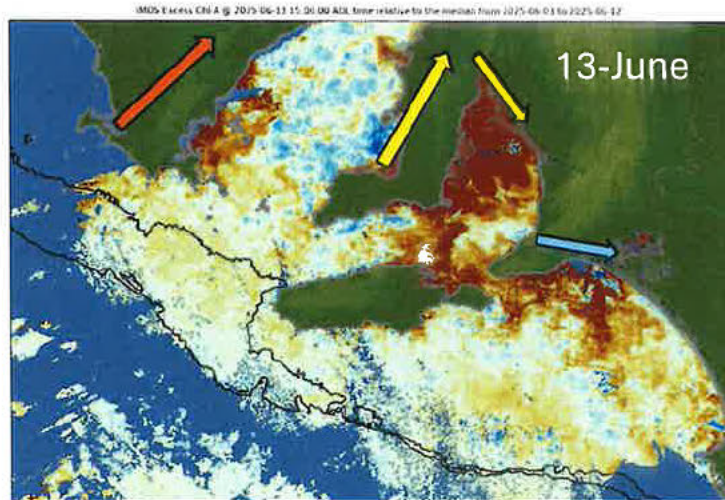 IMOS Excess Chl A @ 2025-06-13 15:06:00 ADL time relative to the median from 2025-06-03 to 2025-06-12
13-June